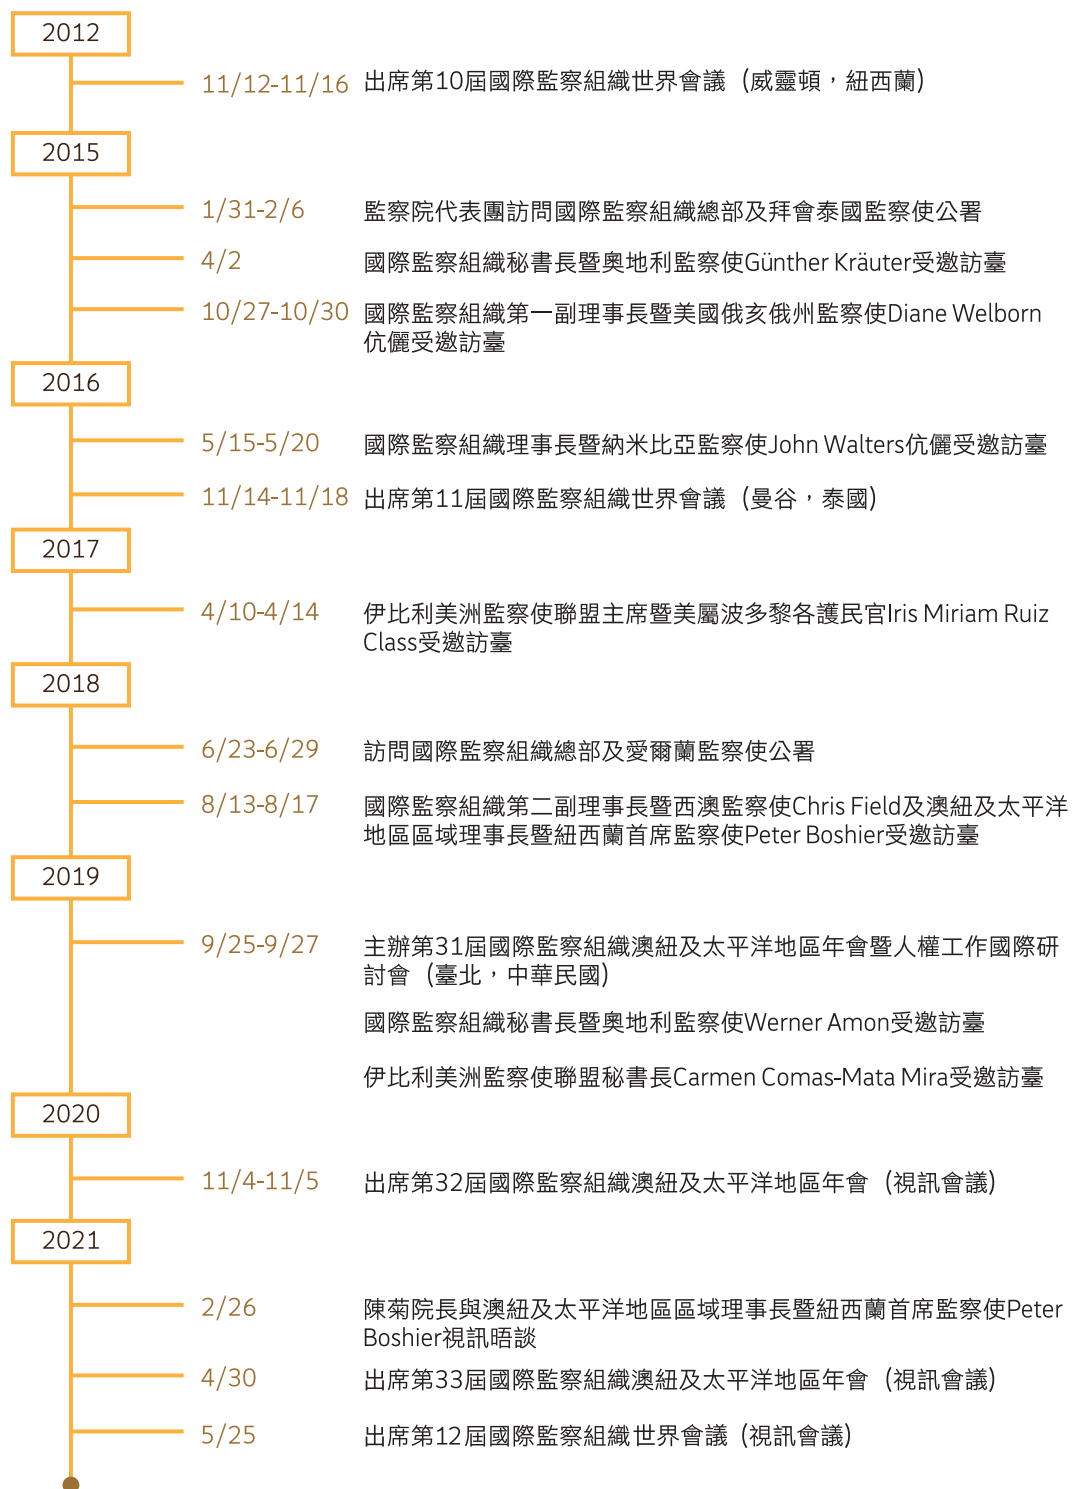 2012
11/12-11/16 出席第10屆國際監察組織世界會議（威靈頓，紐西蘭）
2015
1/31-2/6 監察院代表團訪問國際監察組織總部及拜會泰國監察使公署
4/2 國際監察組織秘書長暨奧地利監察使Günther Kräuter受邀訪臺
10/27-10/30 國際監察組織第一副理事長暨美國俄亥俄州監察使Diane Welborn
伉儷受邀訪臺
2016
5/15-5/20 國際監察組織理事長暨納米比亞監察使John Walters伉儷受邀訪臺
11/14-11/18 出席第11屆國際監察組織世界會議（曼谷，泰國）
2017
4/10-4/14 伊比利美洲監察使聯盟主席暨美屬波多黎各護民官Iris Miriam Ruiz
Class受邀訪臺
2018
6/23-6/29 訪問國際監察組織總部及愛爾蘭監察使公署
8/13-8/17 國際監察組織第二副理事長暨西澳監察使Chris Field及澳紐及太平洋
地區區域理事長暨紐西蘭首席監察使Peter Boshier受邀訪臺
2019
9/25-9/27 主辦第31屆國際監察組織澳紐及太平洋地區年會暨人權工作國際研
討會（臺北，中華民國）
國際監察組織秘書長暨奧地利監察使Werner Amon受邀訪臺
伊比利美洲監察使聯盟秘書長Carmen Comas-Mata Mira受邀訪臺
2020
11/4-11/5 出席第32屆國際監察組織澳紐及太平洋地區年會（視訊會議）
2021
2/26 陳菊院長與澳紐及太平洋地區區域理事長暨紐西蘭首席監察使Peter
Boshier視訊晤談
4/30 出席第33屆國際監察組織澳紐及太平洋地區年會（視訊會議）
5/25 出席第12屆國際監察組織世界會議（視訊會議）